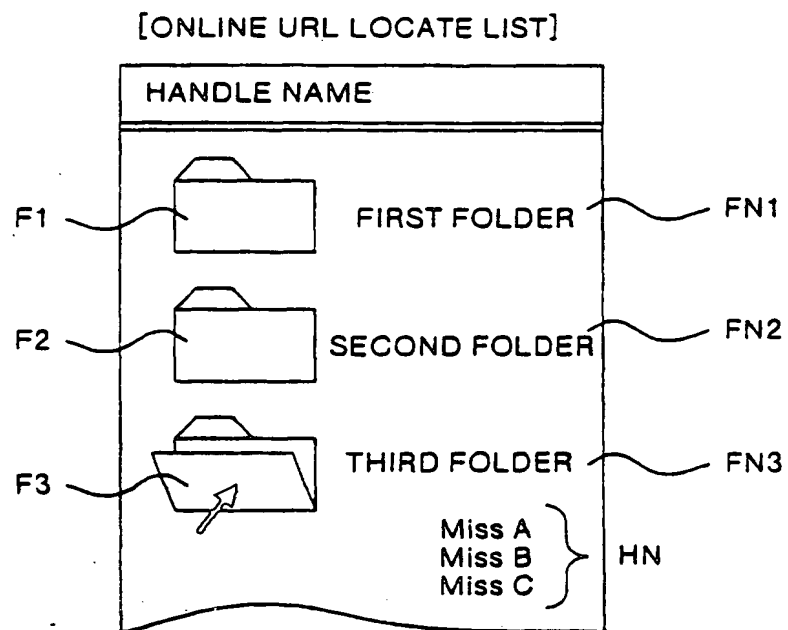 [ONLINE URL LOCATE LIST]
HANDLE NAME
F1 FIRST FOLDER FN1
F2 SECOND FOLDER FN2
F3 THIRD FOLDER FN3
Miss A
Miss B HN
Miss C